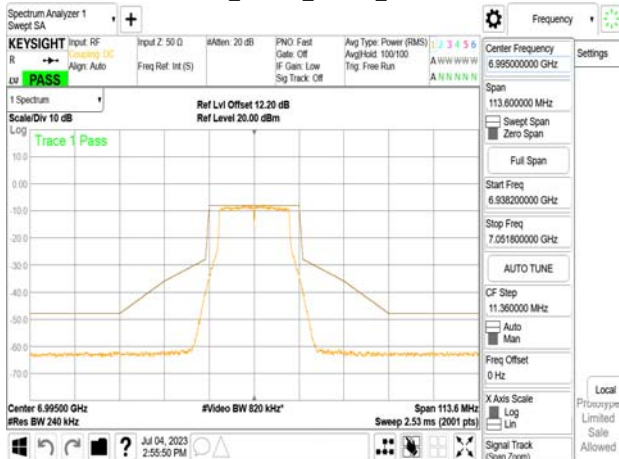 Spectrum Analyzer 1
Swept SA
+
Frequency
KEYSIGHT
Input: RF
Coupling: DC
Align: Auto
Input Z: 50 Ω
Freq Ref: Int (S)
#Atten: 20 dB
PNO: Fast
Gate: Off
IF Gain: Low
Sig Track: Off
Avg Type: Power (RMS)
Avg|Hold: 100/100
Trig: Free Run
1 2 3 4 5 6
A W W W W W
A N N N N N
R
LU
PASS
1 Spectrum
Scale/Div 10 dB
Ref Lvl Offset 12.20 dB
Ref Level 20.00 dBm
Log
Trace 1 Pass
10.0
0.00
-10.0
-20.0
-30.0
-40.0
-50.0
-60.0
-70.0
Center 6.99500 GHz
#Res BW 240 kHz
#Video BW 820 kHz*
Span 113.6 MHz
Sweep 2.53 ms (2001 pts)
Jul 04, 2023
2:55:50 PM
?
Center Frequency
6.995000000 GHz
Settings
Span
113.600000 MHz
Swept Span
Zero Span
Full Span
Start Freq
6.938200000 GHz
Stop Freq
7.051800000 GHz
AUTO TUNE
CF Step
11.360000 MHz
Auto
Man
Freq Offset
0 Hz
X Axis Scale
Log
Lin
Signal Track
(Span Zoom)
Local
Prototype
Limited
Sale
Allowed